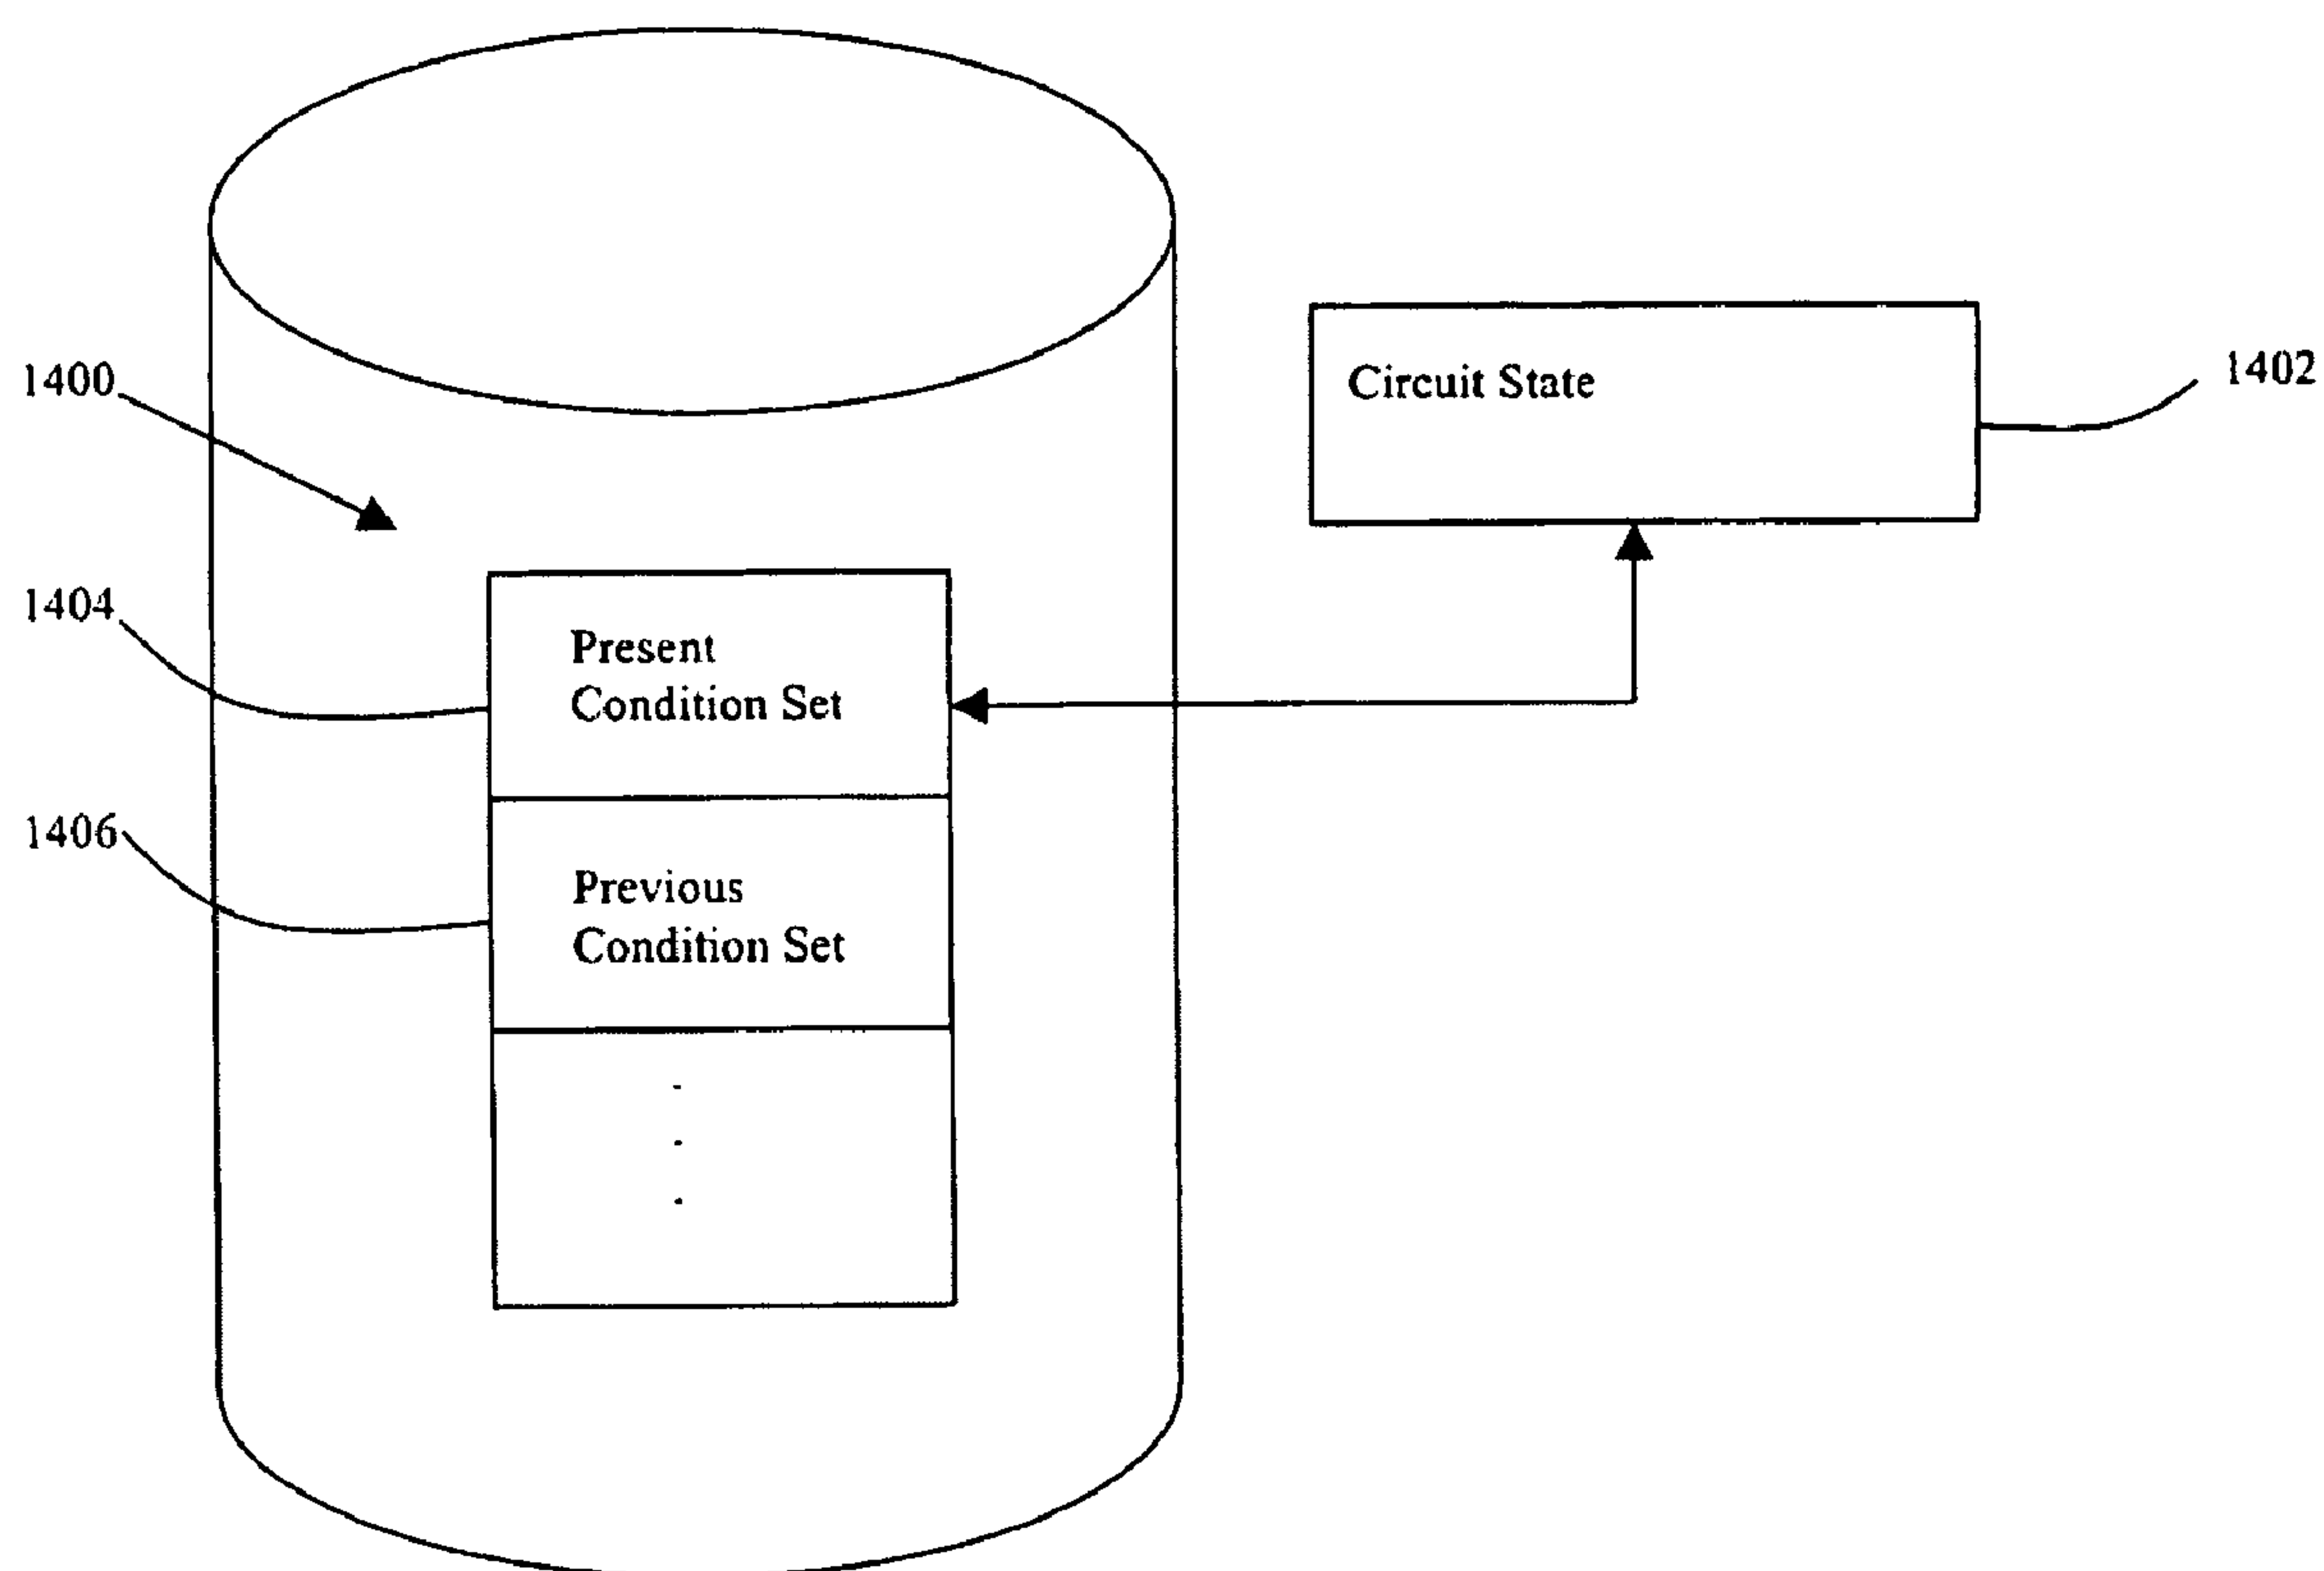 1400
Circuit State
1402
1404
Present
Condition Set
1406
Previous
Condition Set